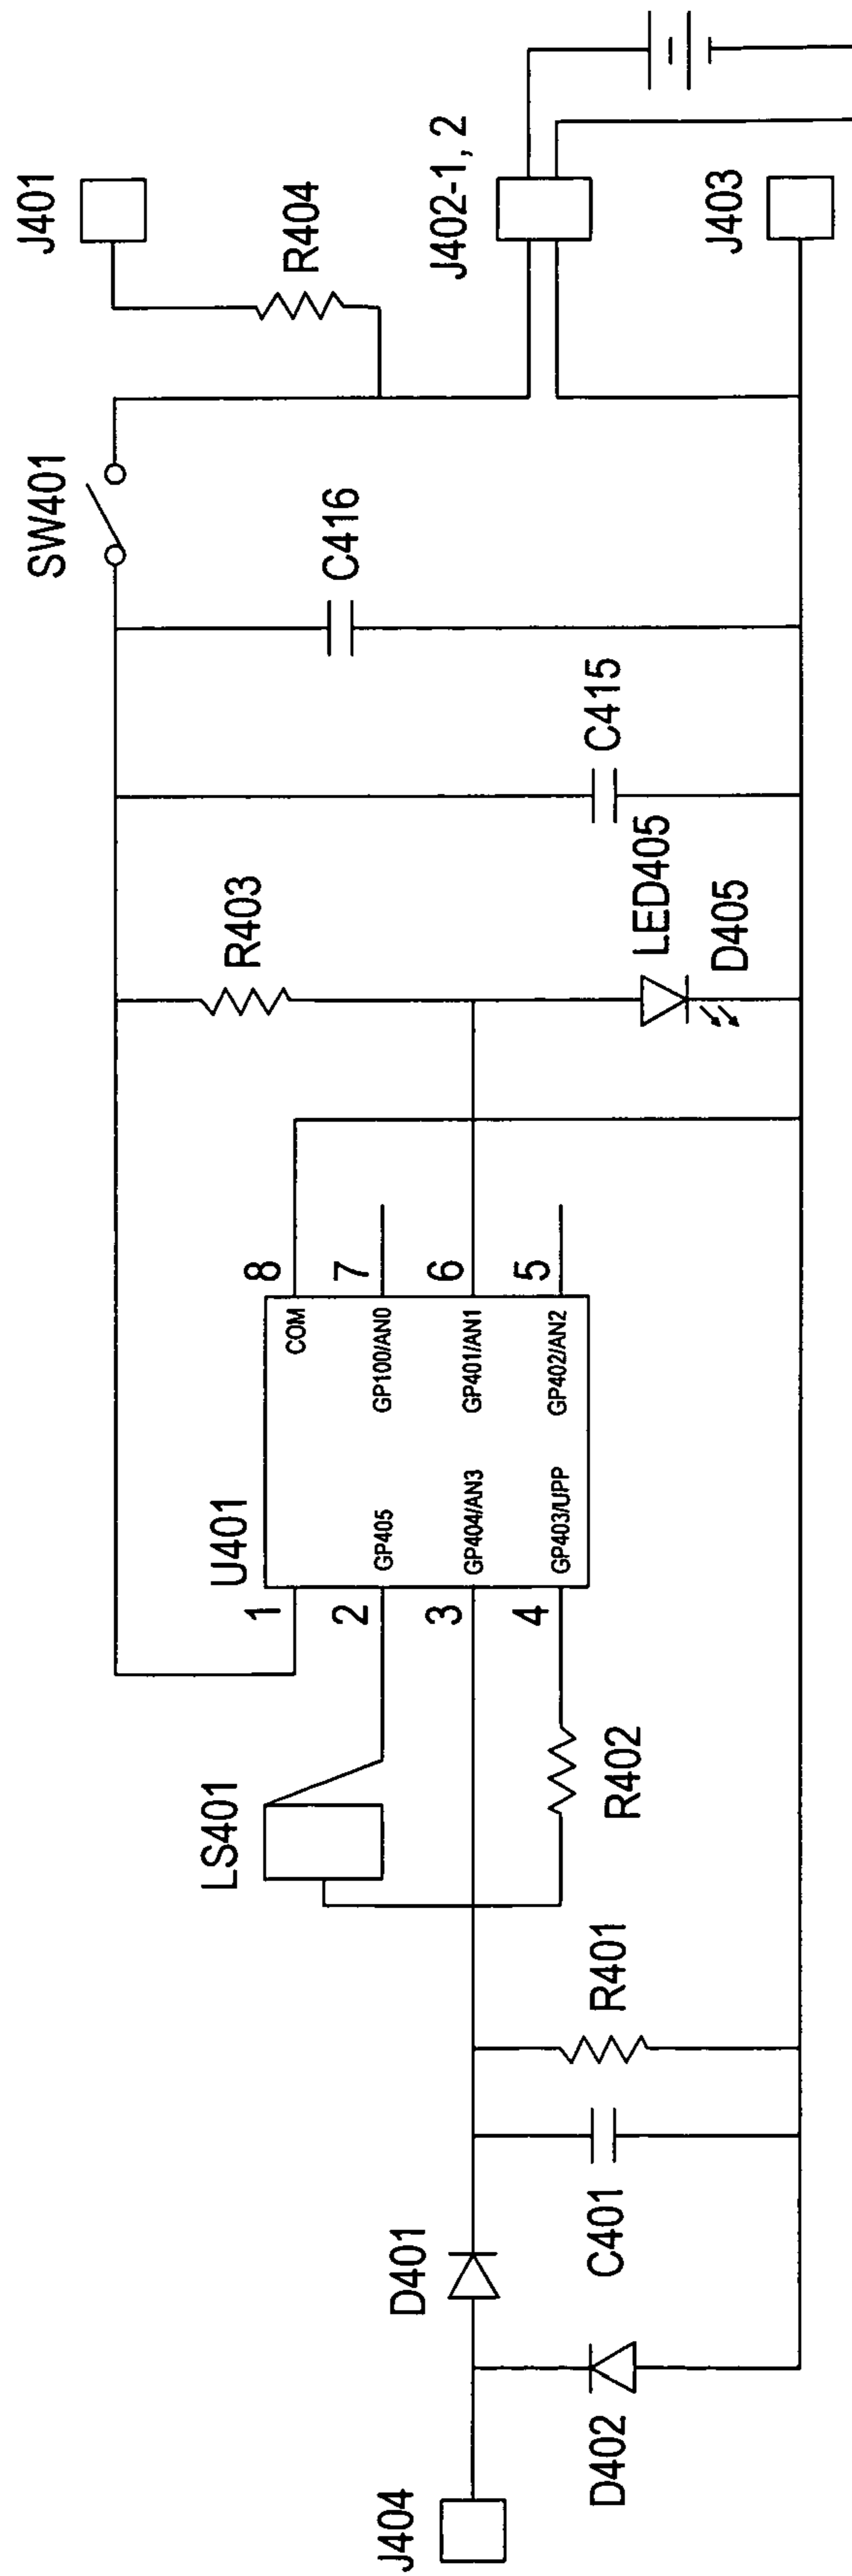 J401
R404
SW401
J402-1, 2
C416
J403
C415
R403
LED405
D405
U401
8
COM
7
GP100/AN0
6
GP401/AN1
5
GP402/AN2
1
2
GP405
3
GP404/AN3
4
GP403/UPP
LS401
R402
R401
D401
C401
D402
J404